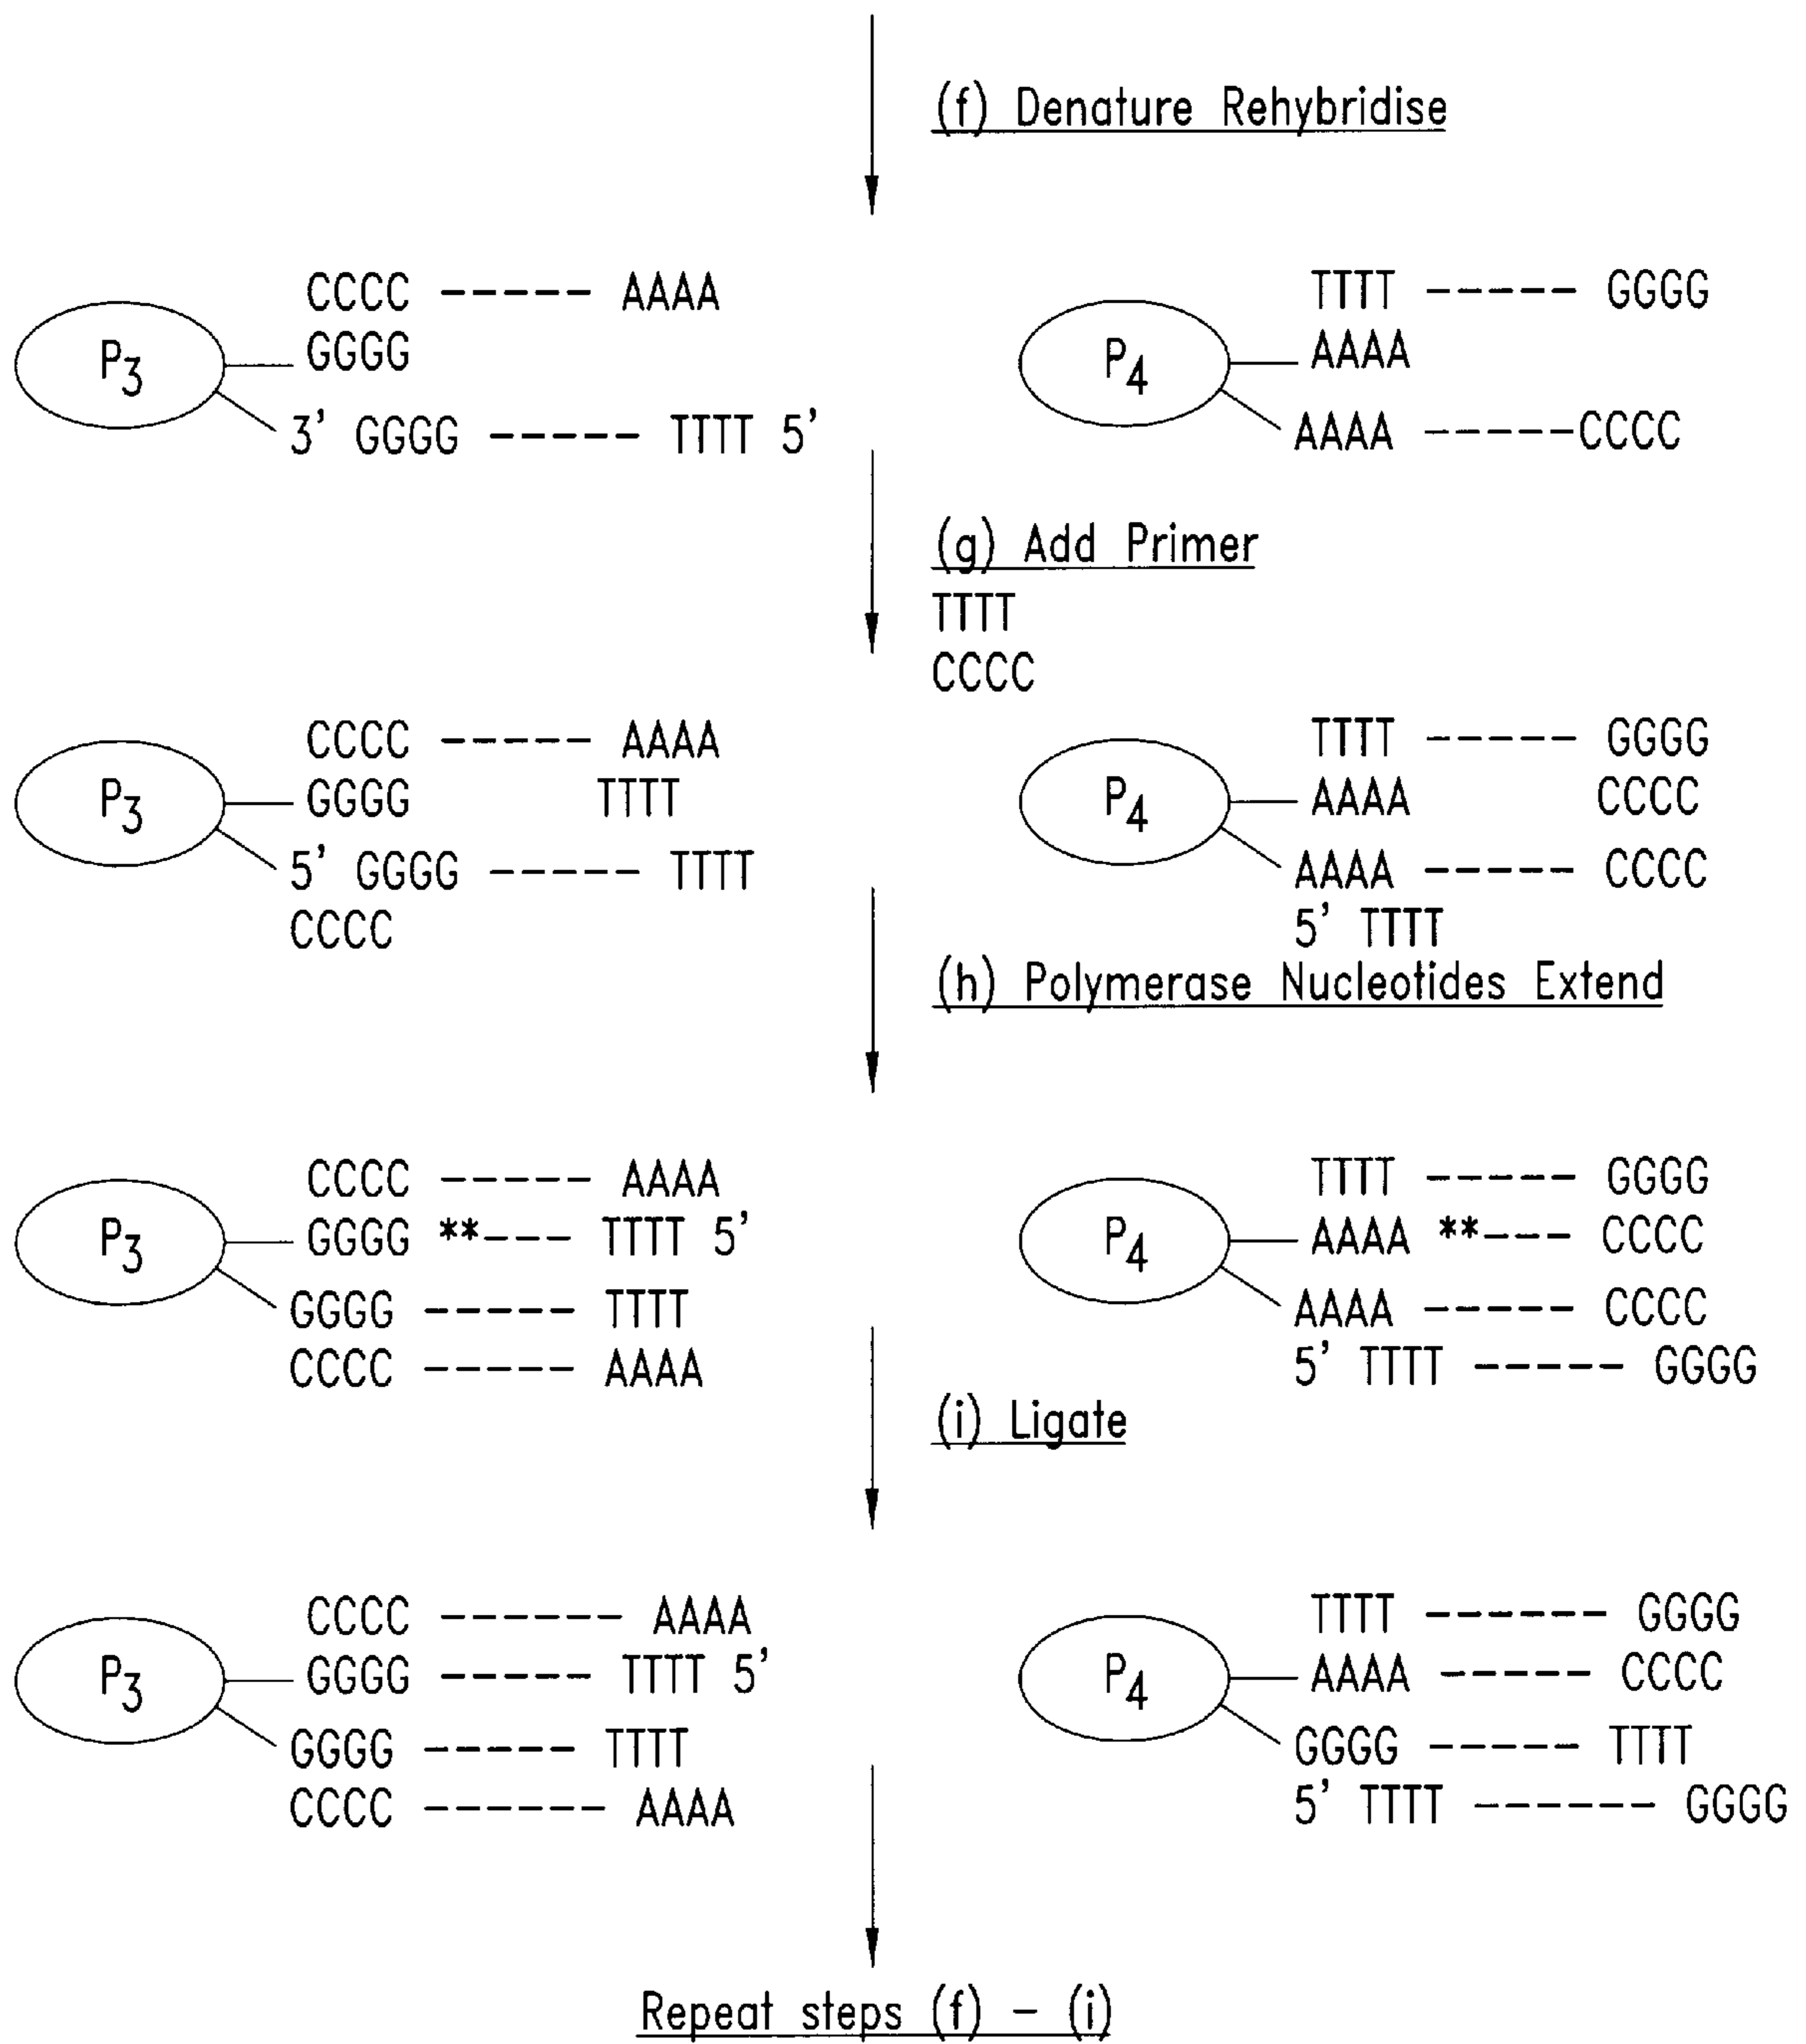 (f) Denature Rehybridise
CCCC ----- AAAA
P3 GGGG
3' GGGG ----- TTTT 5'
TTTT ----- GGGG
P4 AAAA
AAAA -----CCCC
(g) Add Primer
TTTT
CCCC
CCCC ----- AAAA
P3 GGGG TTTT
5' GGGG ----- TTTT
CCCC
TTTT ----- GGGG
P4 AAAA CCCC
AAAA ----- CCCC
5' TTTT
(h) Polymerase Nucleotides Extend
CCCC ----- AAAA
P3 GGGG **--- TTTT 5'
GGGG ----- TTTT
CCCC ----- AAAA
TTTT ----- GGGG
P4 AAAA **--- CCCC
AAAA ----- CCCC
5' TTTT ----- GGGG
(i) Ligate
CCCC ------ AAAA
P3 GGGG ----- TTTT 5'
GGGG ----- TTTT
CCCC ------ AAAA
TTTT ------ GGGG
P4 AAAA ----- CCCC
GGGG ----- TTTT
5' TTTT ------ GGGG
Repeat steps (f) - (i)